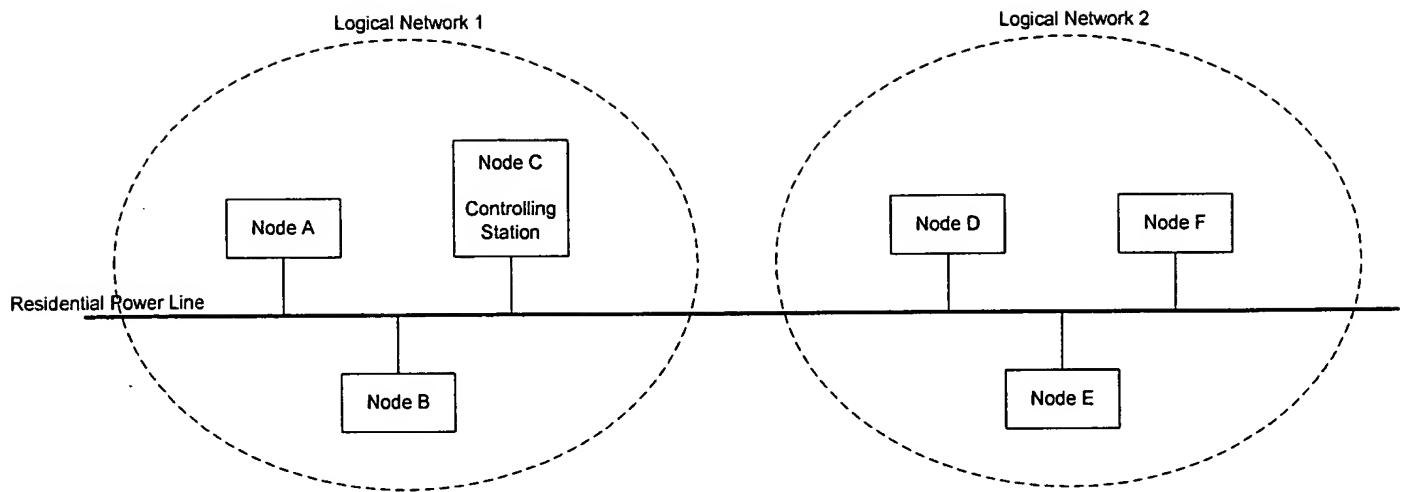 Logical Network 1
Logical Network 2
Node C
Controlling
Station
Node A
Node D
Node F
Residential Power Line
Node B
Node E